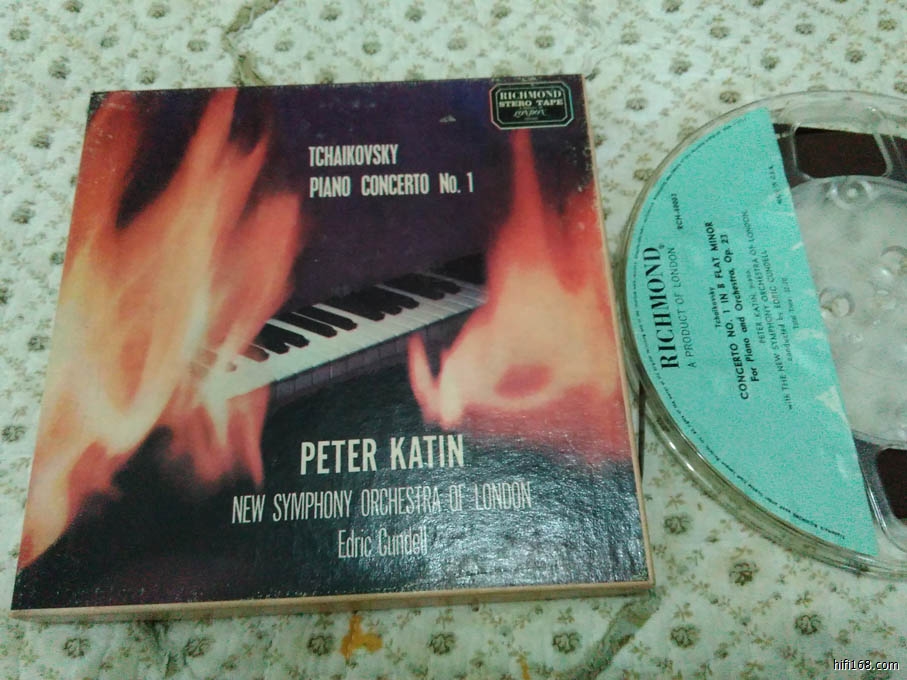 RICHMOND
STEREO TAPE
LONDON
TCHAIKOVSKY
PIANO CONCERTO No. 1
PETER KATIN
NEW SYMPHONY ORCHESTRA OF LONDON
Edric Cundell
RICHMOND
A PRODUCT OF LONDON
Tchaikovsky
CONCERTO NO. 1 IN B FLAT MINOR
For Piano and Orchestra, Op. 23
PETER KATIN, piano
with THE NEW SYMPHONY ORCHESTRA OF LONDON
conducted by EDRIC CUNDELL
hifi168.com